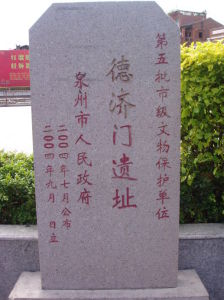 第五批市级文物保护单位
德济门遗址
泉州市人民政府
二〇〇四年七月公布
二〇〇四年九月 日立